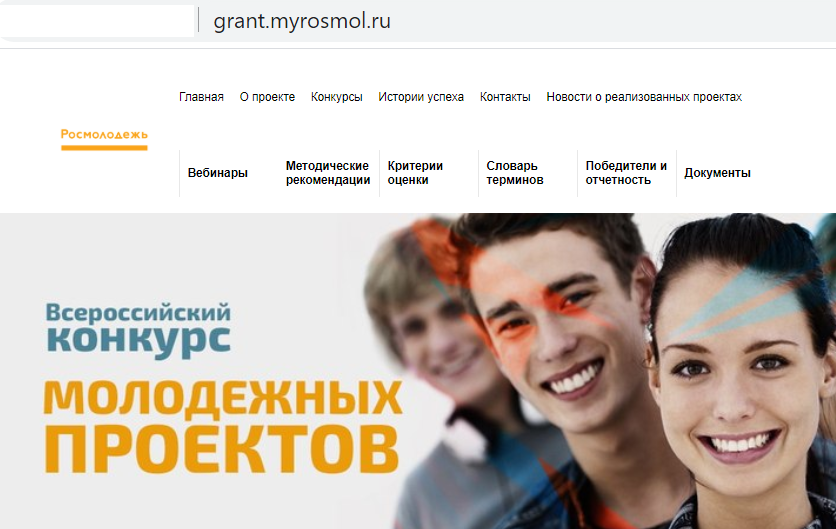 grant.myrosmol.ru
Главная О проекте Конкурсы Истории успеха Контакты Новости о реализованных проектах
Росмолодежь
Вебинары
Методические
рекомендации
Критерии
оценки
Словарь
терминов
Победители и
отчетность
Документы
Всероссийский
конкурс
МОЛОДЕЖНЫХ
ПРОЕКТОВ